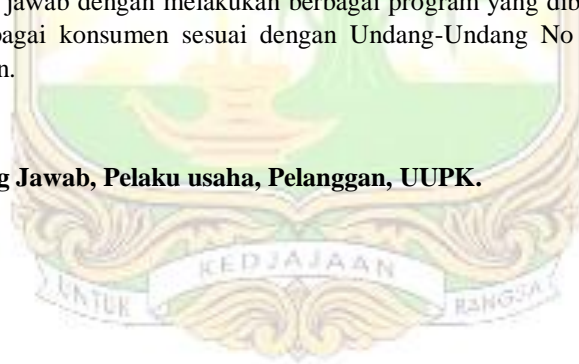 jawab dengan melakukan berbagai program yang dib
bagai konsumen sesuai dengan Undang-Undang No
n.
g Jawab, Pelaku usaha, Pelanggan, UUPK.
UNTUK KEDJAJAAN BANGSA